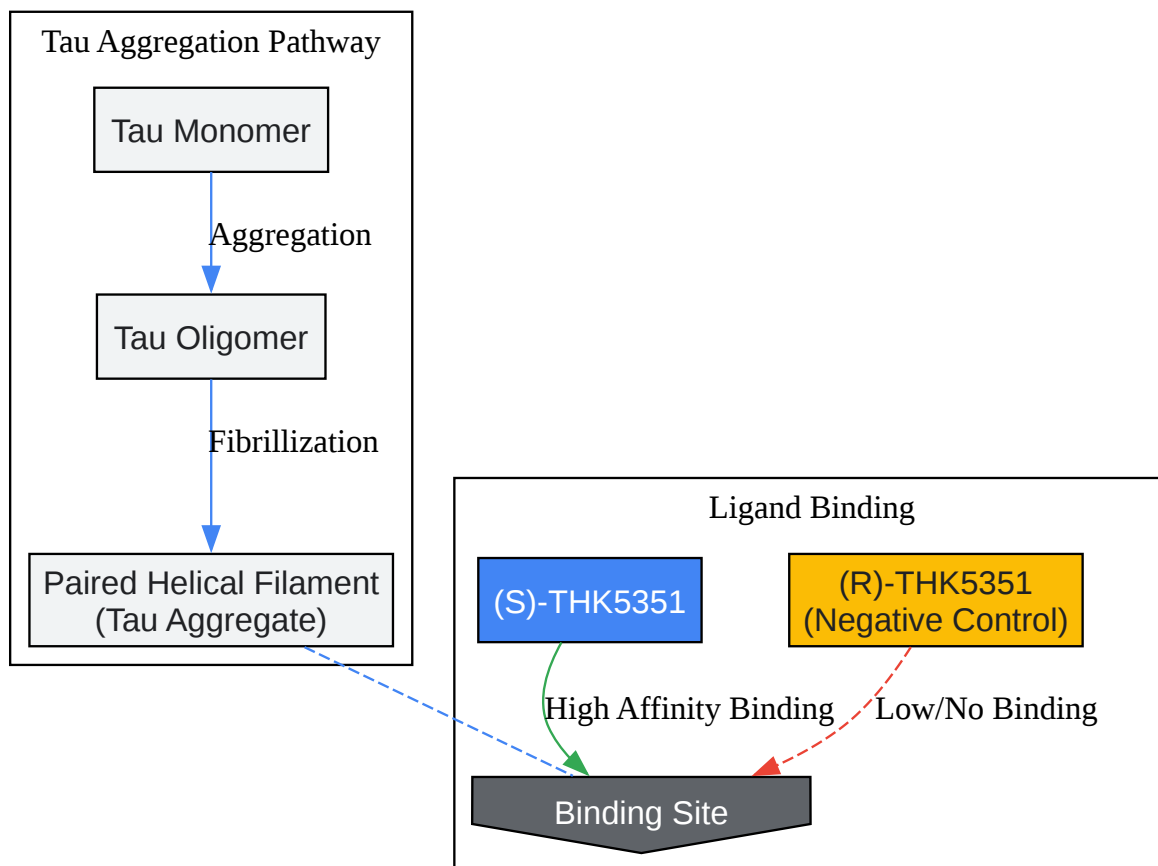 Tau Aggregation Pathway
Tau Monomer
Aggregation
Tau Oligomer
Fibrillization
Paired Helical Filament
(Tau Aggregate)
Ligand Binding
(S)-THK5351
(R)-THK5351
(Negative Control)
High Affinity Binding
Low/No Binding
Binding Site